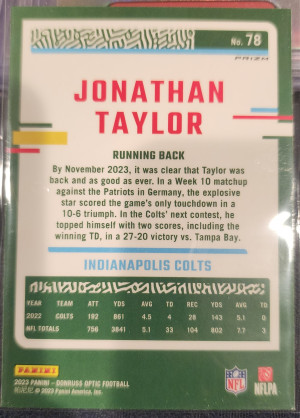 No. 78
PRIZM
JONATHAN
TAYLOR
RUNNING BACK
By November 2023, it was clear that Taylor was
back and as good as ever. In a Week 10 matchup
against the Patriots in Germany, the explosive
star scored the game's only touchdown in a
10-6 triumph. In the Colts' next contest, he
topped himself with two scores, including the
winning TD, in a 27-20 victory vs. Tampa Bay.
INDIANAPOLIS COLTS
YEAR TEAM ATT YDS AVG TD REC YDS AVG TD
2022 COLTS 192 861 4.5 4 28 143 5.1 0
NFL TOTALS 756 3841 5.1 33 104 802 7.7 3
PANINI
2023 PANINI - DONRUSS OPTIC FOOTBALL
© 2023 Panini America, Inc.
NFL
NFLPA